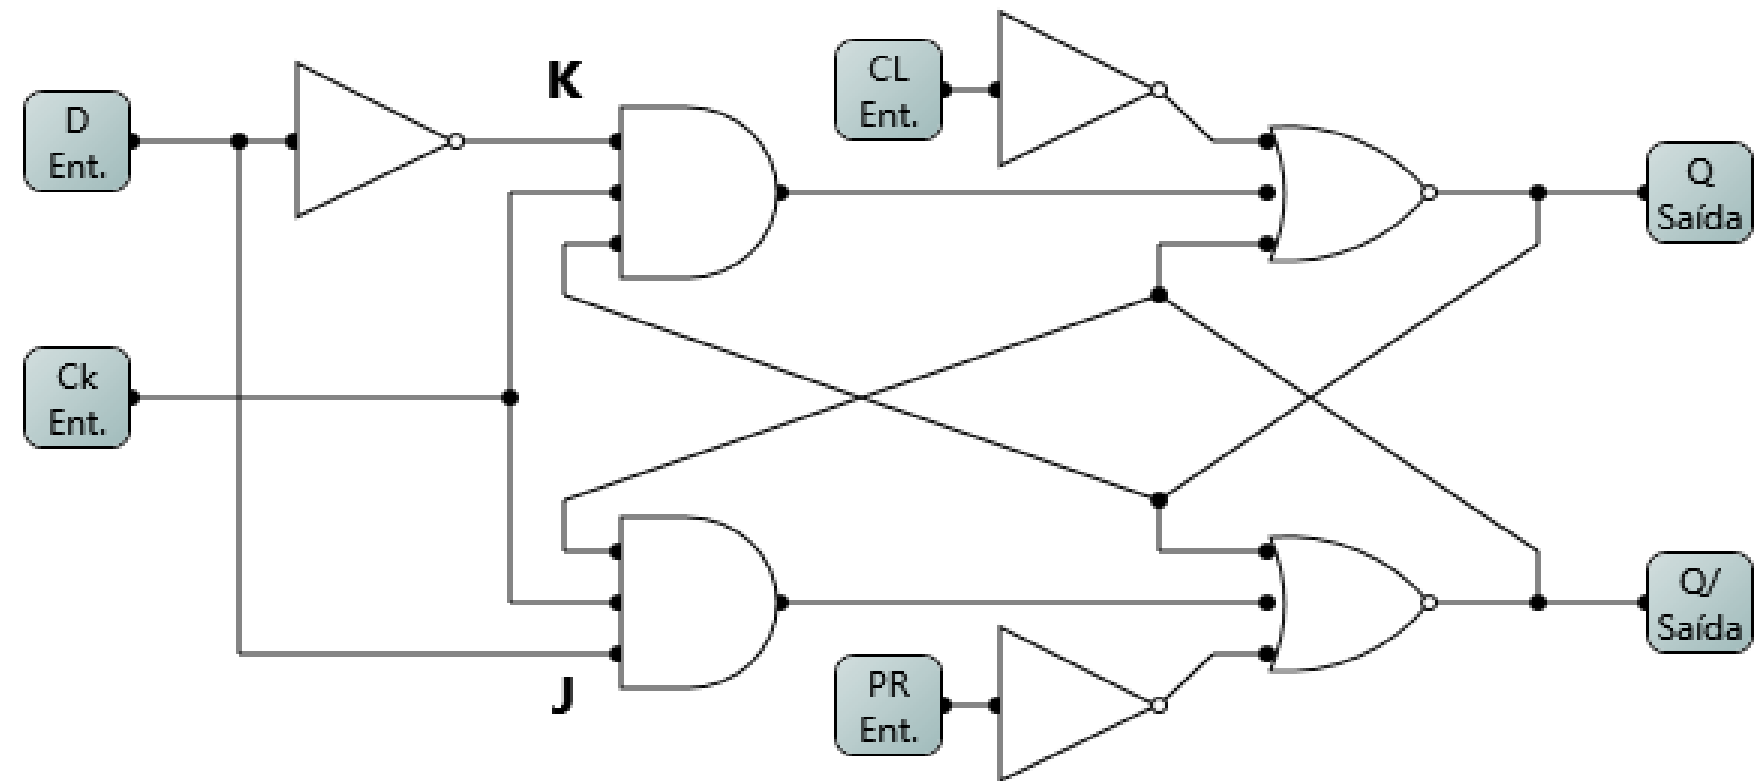 D
Ent.
K
CL
Ent.
Q
Saída
Ck
Ent.
J
PR
Ent.
Q/
Saída